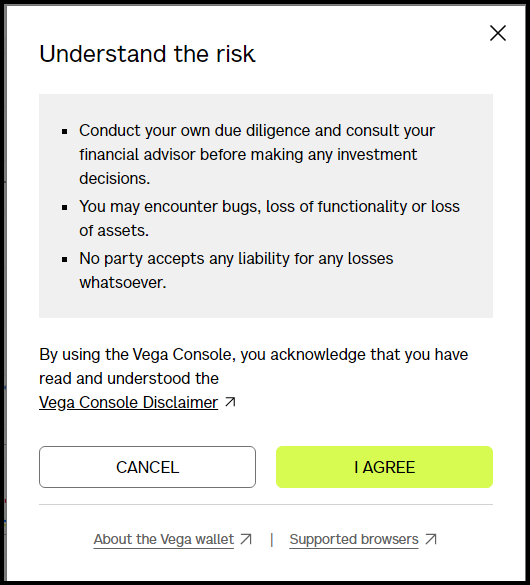 Understand the risk
Conduct your own due diligence and consult your
financial advisor before making any investment
decisions.
You may encounter bugs, loss of functionality or loss
of assets.
No party accepts any liability for any losses
whatsoever.
By using the Vega Console, you acknowledge that you have
read and understood the
Vega Console Disclaimer
CANCEL
I AGREE
About the Vega wallet | Supported browsers